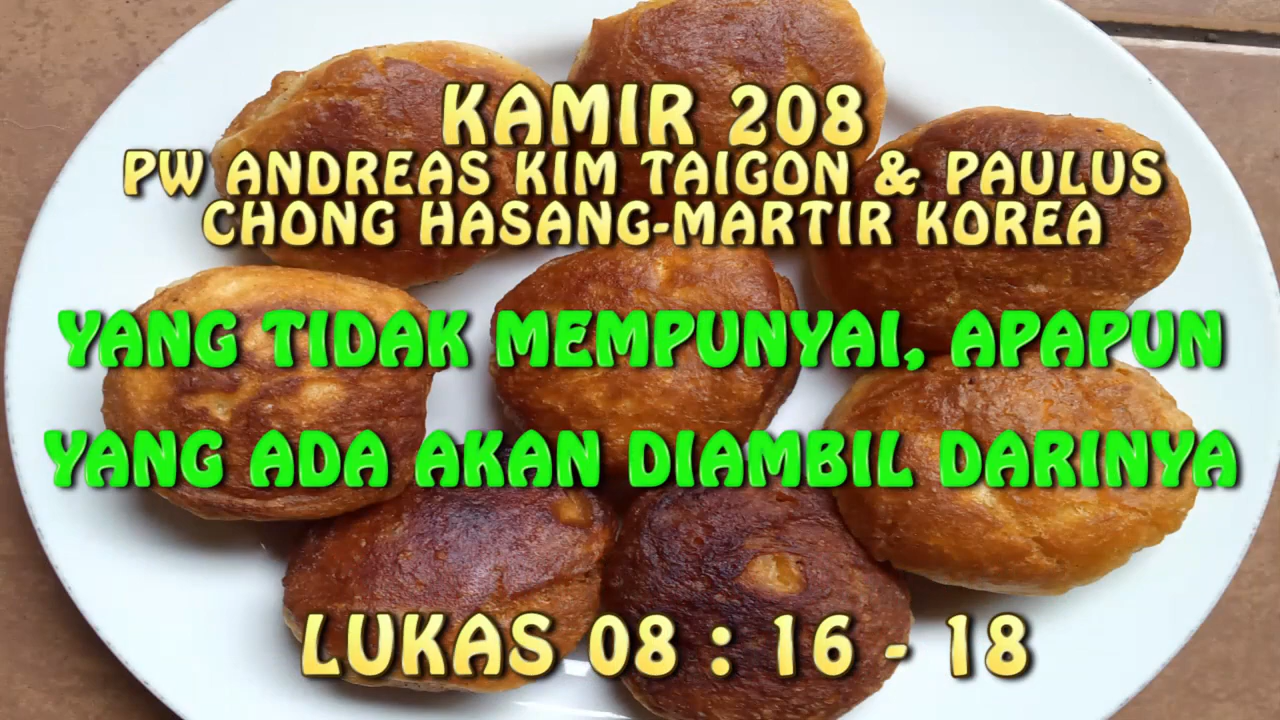 KAMIR 208
PW ANDREAS KIM TAIGON & PAULUS
CHONG HASANG-MARTIR KOREA
YANG TIDAK MEMPUNYAI, APAPUN
YANG ADA AKAN DIAMBIL DARINYA
LUKAS 08 : 16 - 18